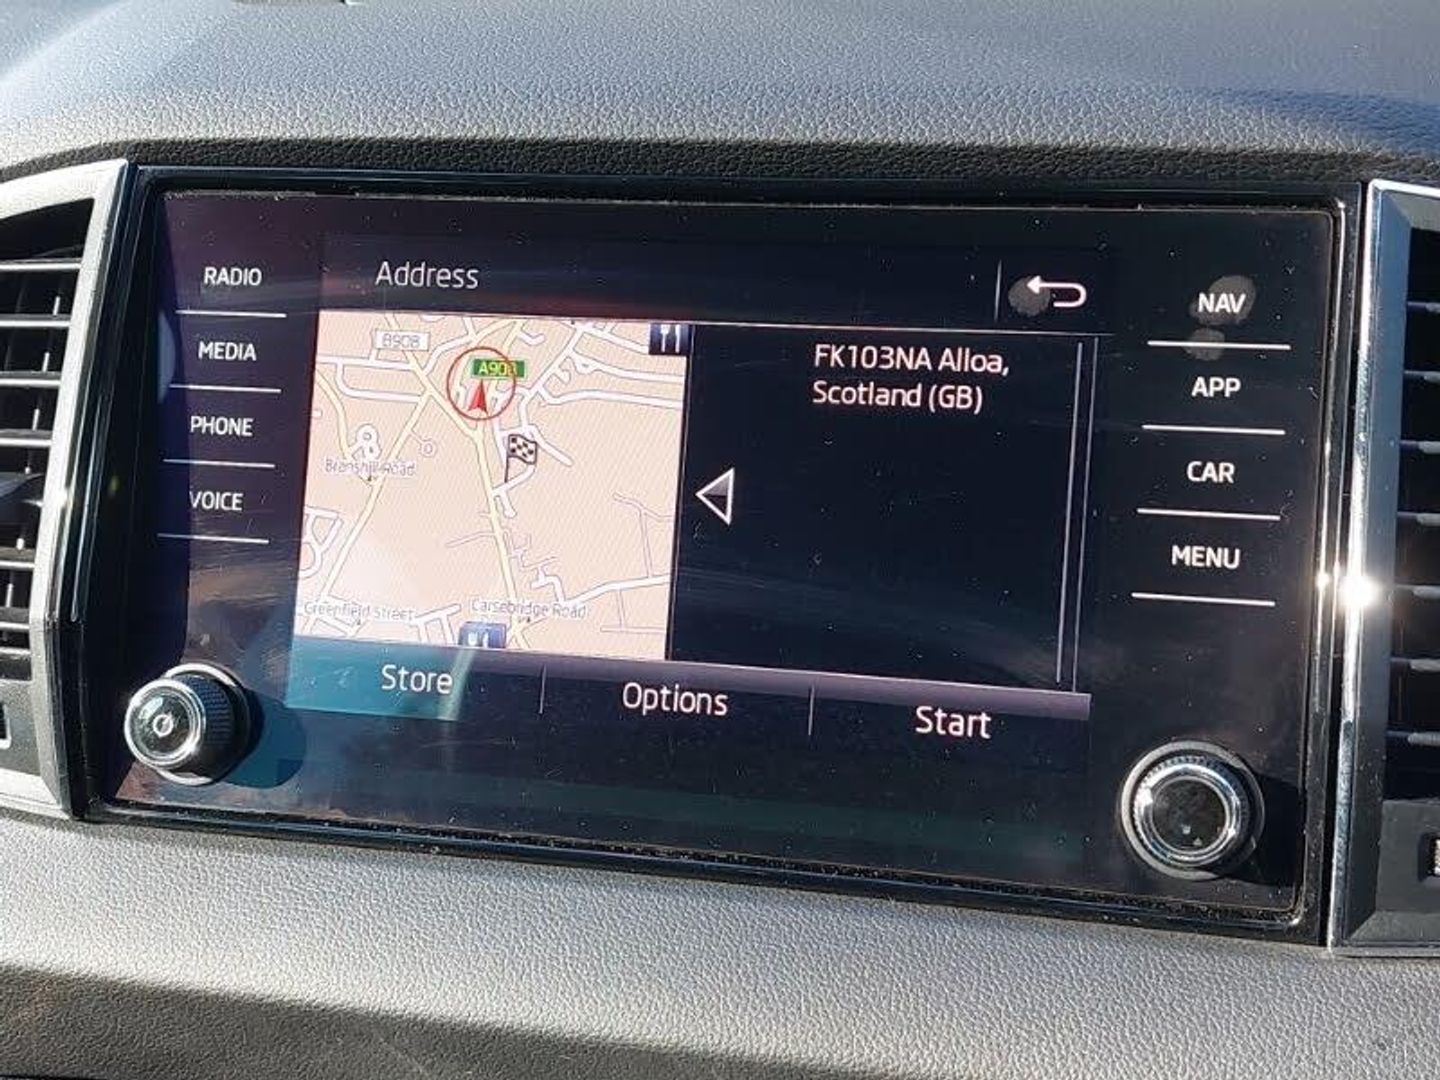 Address
RADIO
MEDIA
PHONE
VOICE
B908
A908
Branshill Road
Greenfield Street
Carsebridge Road
FK103NA Alloa,
Scotland (GB)
Store
Options
Start
NAV
APP
CAR
MENU